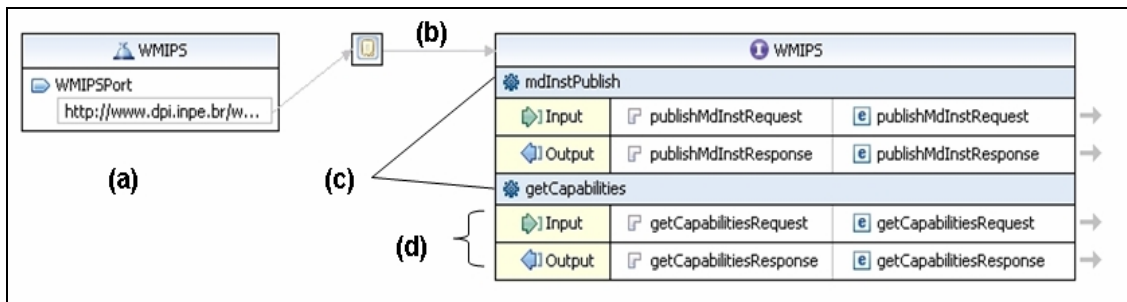 WMIPS
WMIPSPort
http://www.dpi.inpe.br/w...
(a)
(b)
(c)
(d)
WMIPS
mdInstPublish
Input publishMdInstRequest e publishMdInstRequest
Output publishMdInstResponse e publishMdInstResponse
getCapabilities
Input getCapabilitiesRequest e getCapabilitiesRequest
Output getCapabilitiesResponse e getCapabilitiesResponse